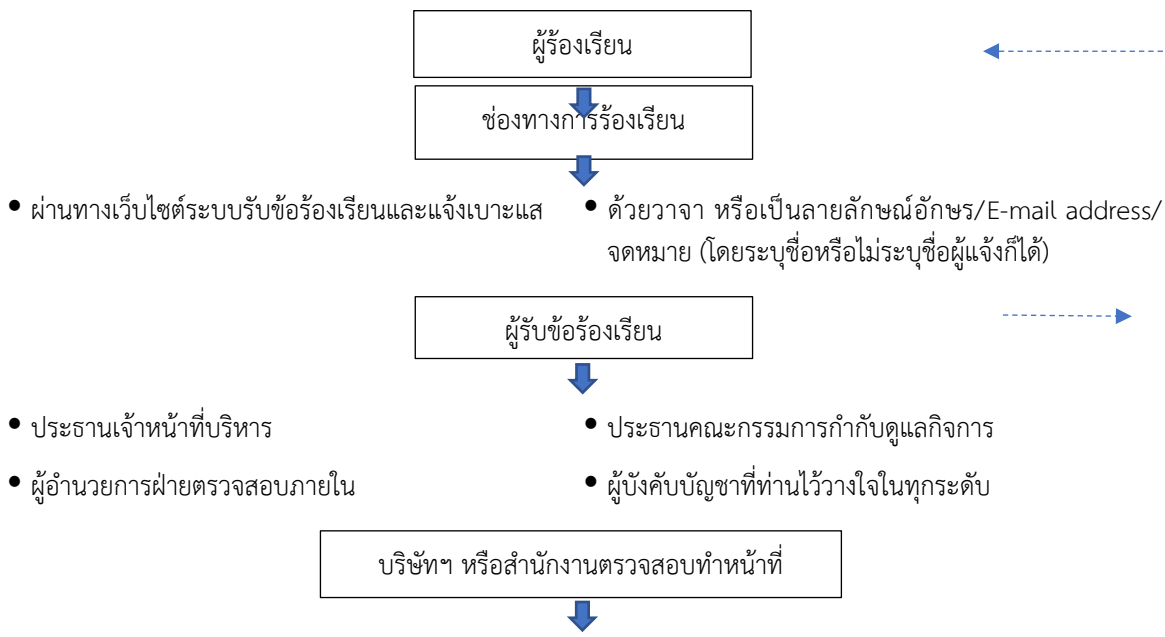 ผู้ร้องเรียน
ช่องทางการร้องเรียน
• ผ่านทางเว็บไซต์ระบบรับข้อร้องเรียนและแจ้งเบาะแส
• ด้วยวาจา หรือเป็นลายลักษณ์อักษร/E-mail address/
จดหมาย (โดยระบุชื่อหรือไม่ระบุชื่อผู้แจ้งก็ได้)
ผู้รับข้อร้องเรียน
• ประธานเจ้าหน้าที่บริหาร
• ประธานคณะกรรมการกำกับดูแลกิจการ
• ผู้อำนวยการฝ่ายตรวจสอบภายใน
• ผู้บังคับบัญชาที่ท่านไว้วางใจในทุกระดับ
บริษัทฯ หรือสำนักงานตรวจสอบทำหน้าที่